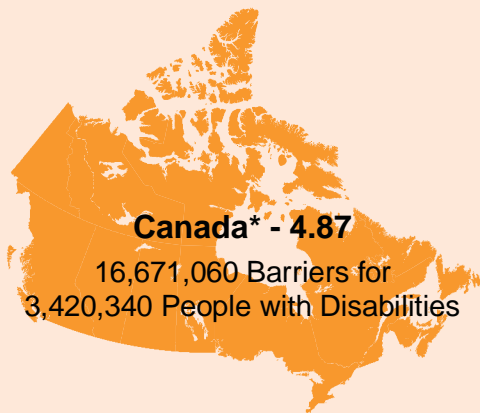 Canada* - 4.87
16,671,060 Barriers for
3,420,340 People with Disabilities